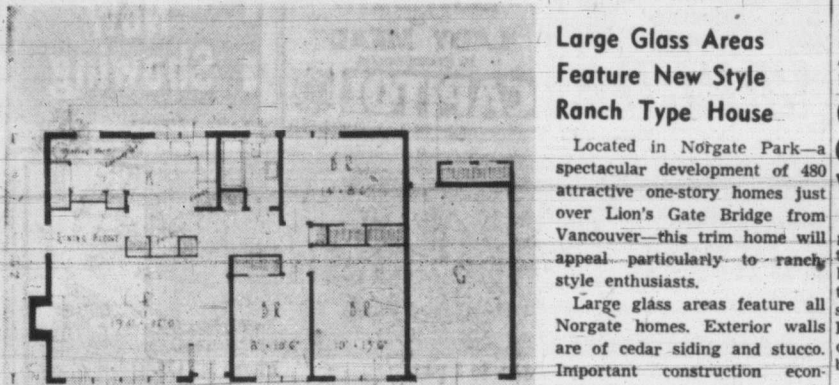 Large Glass Areas
Feature New Style
Ranch Type House
Located in Norgate Park—a
spectacular development of 480
attractive one-story homes just
over Lion's Gate Bridge from
Vancouver—this trim home will
appeal particularly to ranch
style enthusiasts.
Large glass areas feature all
Norgate homes. Exterior walls
are of cedar siding and stucco.
Important construction econ-
K
B R
DINING
G
B R
B R